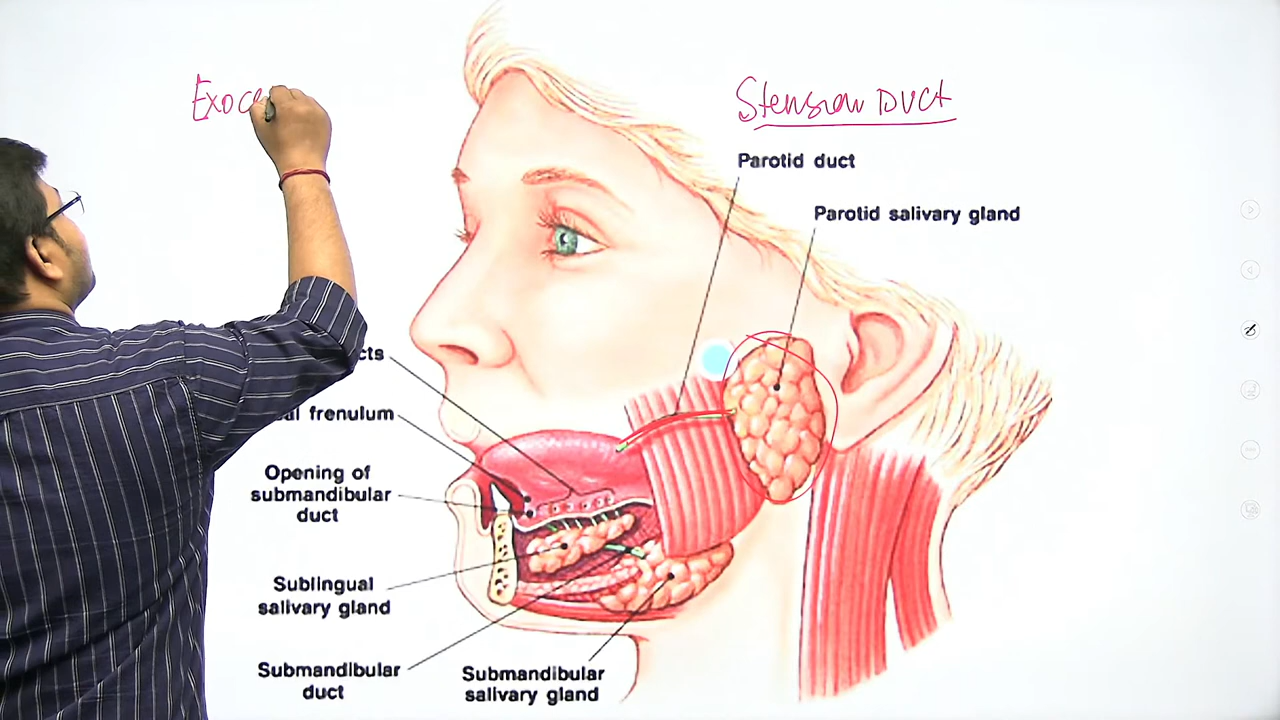 Exoc
Stension DUCT
Parotid duct
Parotid salivary gland
cts
al frenulum
Opening of
submandibular
duct
Sublingual
salivary gland
Submandibular
duct
Submandibular
salivary gland